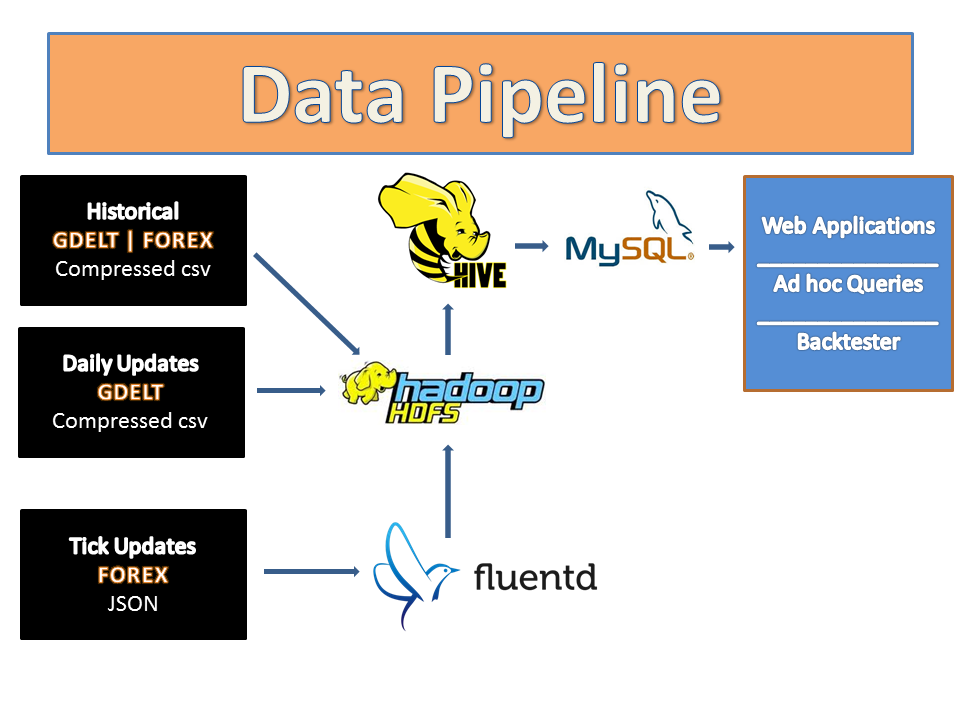 Data Pipeline
Historical
GDELT | FOREX
Compressed csv
Daily Updates
GDELT
Compressed csv
Tick Updates
FOREX
JSON
HIVE
MySQL®
hadoop
HDFS
fluentd
Web Applications
Ad hoc Queries
Backtester